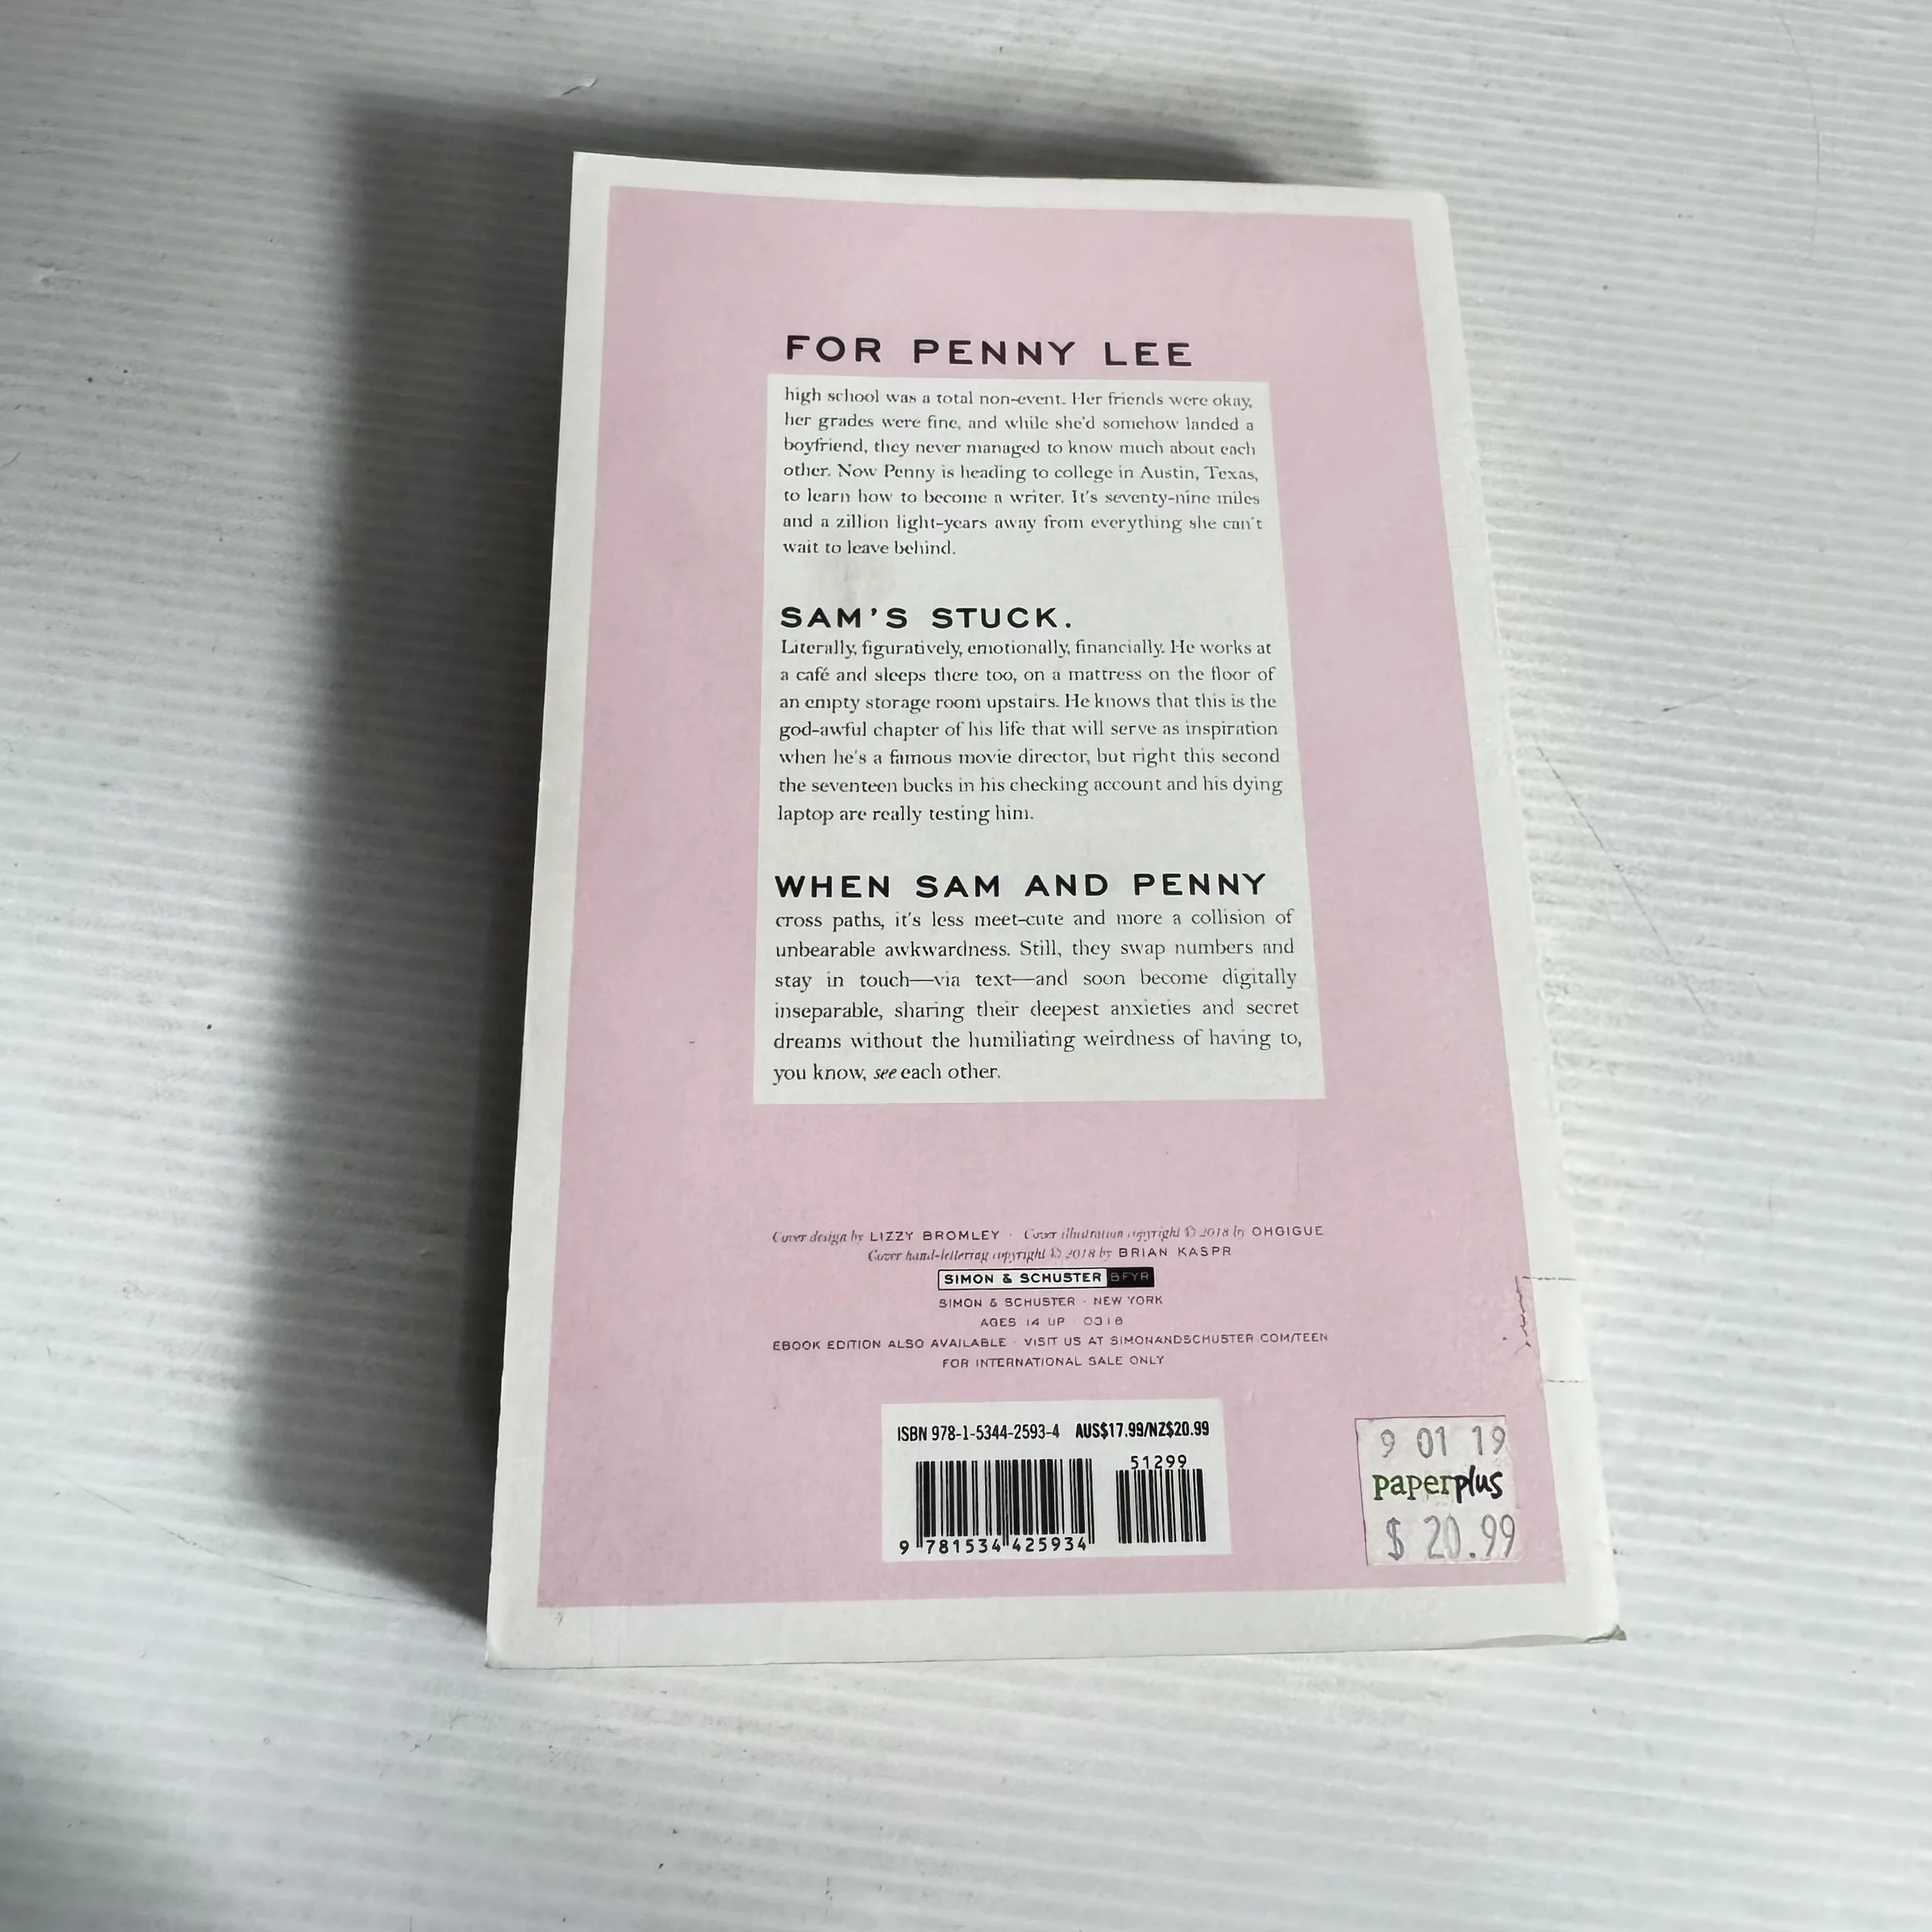 FOR PENNY LEE
high school was a total non-event. Her friends were okay,
her grades were fine, and while she'd somehow landed a
boyfriend, they never managed to know much about each
other. Now Penny is heading to college in Austin, Texas,
to learn how to become a writer. It's seventy-nine miles
and a zillion light-years away from everything she can't
wait to leave behind.
SAM'S STUCK.
Literally, figuratively, emotionally, financially. He works at
a café and sleeps there too, on a mattress on the floor of
an empty storage room upstairs. He knows that this is the
god-awful chapter of his life that will serve as inspiration
when he's a famous movie director, but right this second
the seventeen bucks in his checking account and his dying
laptop are really testing him.
WHEN SAM AND PENNY
cross paths, it's less meet-cute and more a collision of
unbearable awkwardness. Still, they swap numbers and
stay in touch—via text—and soon become digitally
inseparable, sharing their deepest anxieties and secret
dreams without the humiliating weirdness of having to,
you know, see each other.
Cover design by LIZZY BROMLEY · Cover illustration copyright © 2018 by OHGIGUE
Cover hand-lettering copyright © 2018 by BRIAN KASPR
SIMON & SCHUSTER BFYR
SIMON & SCHUSTER · NEW YORK
AGES 14 UP · 0318
EBOOK EDITION ALSO AVAILABLE · VISIT US AT SIMONANDSCHUSTER.COM/TEEN
FOR INTERNATIONAL SALE ONLY
ISBN 978-1-5344-2593-4 AUS$17.99/NZ$20.99
51299
9 781534 425934
9 01 19
paperplus
$ 20.99